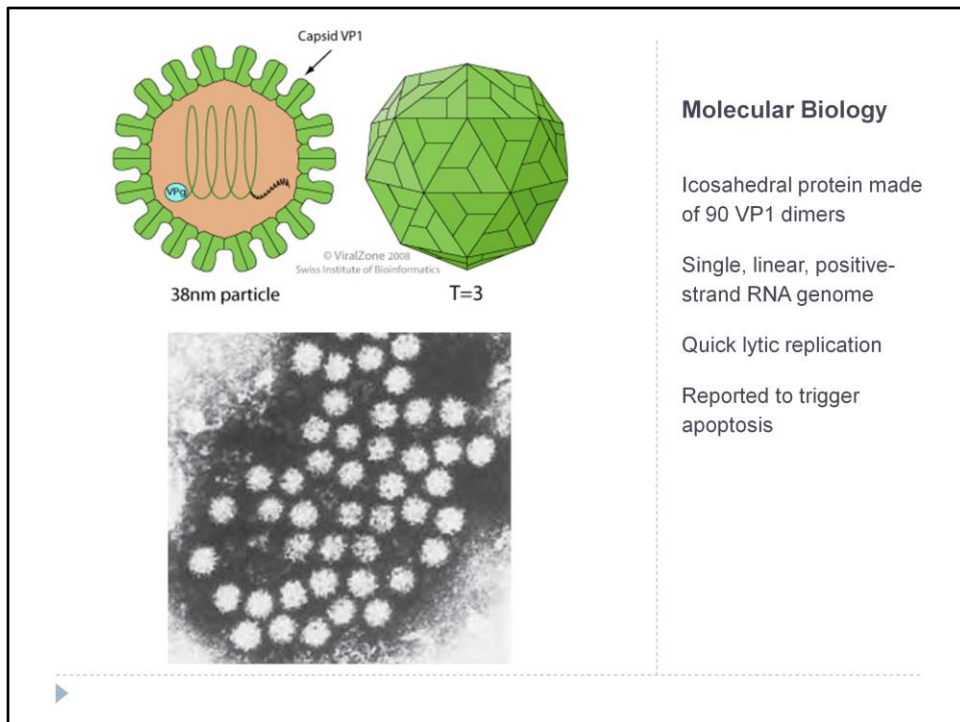 Capsid VP1
VPg
© ViralZone 2008
Swiss Institute of Bioinformatics
38nm particle
T=3
Molecular Biology
Icosahedral protein made
of 90 VP1 dimers
Single, linear, positive-
strand RNA genome
Quick lytic replication
Reported to trigger
apoptosis